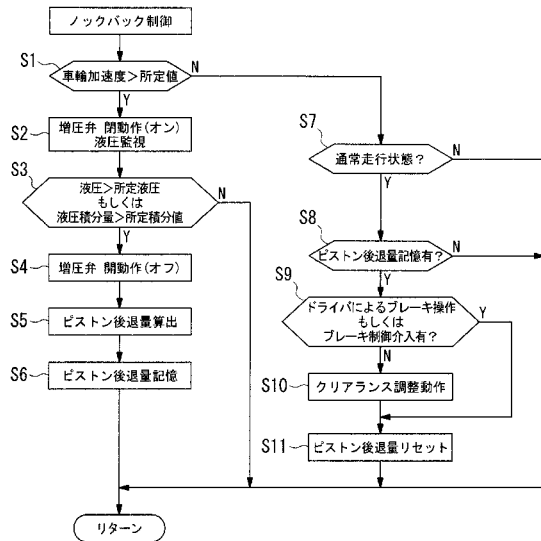 ノックバック制御
S1
車輪加速度>所定値
N
Y
S2
増圧弁 閉動作(オン)
液圧監視
S3
液圧>所定液圧
もしくは
液圧積分量>所定積分値
N
Y
S4
増圧弁 開動作(オフ)
S5
ピストン後退量算出
S6
ピストン後退量記憶
S7
通常走行状態?
N
Y
S8
ピストン後退量記憶有?
N
Y
S9
ドライバによるブレーキ操作
もしくは
ブレーキ制御介入有?
Y
N
S10
クリアランス調整動作
S11
ピストン後退量リセット
リターン